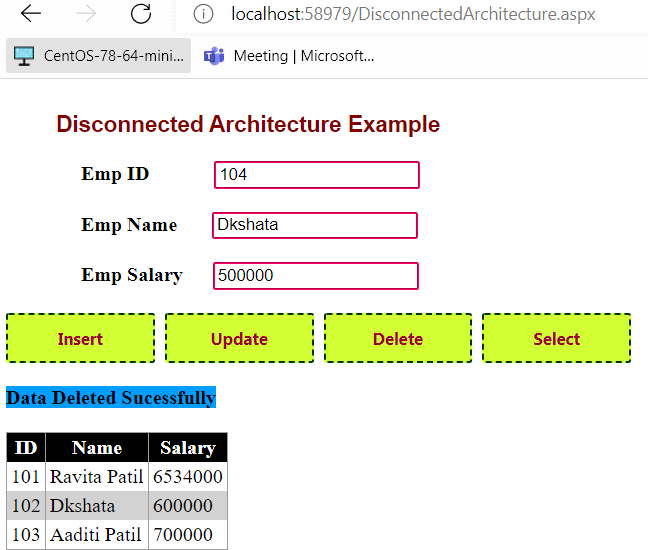 localhost:58979/DisconnectedArchitecture.aspx
CentOS-78-64-mini... Meeting | Microsoft...
Disconnected Architecture Example
Emp ID 104
Emp Name Dkshata
Emp Salary 500000
Insert Update Delete Select
Data Deleted Sucessfully
ID Name Salary
101 Ravita Patil 6534000
102 Dkshata 600000
103 Aaditi Patil 700000